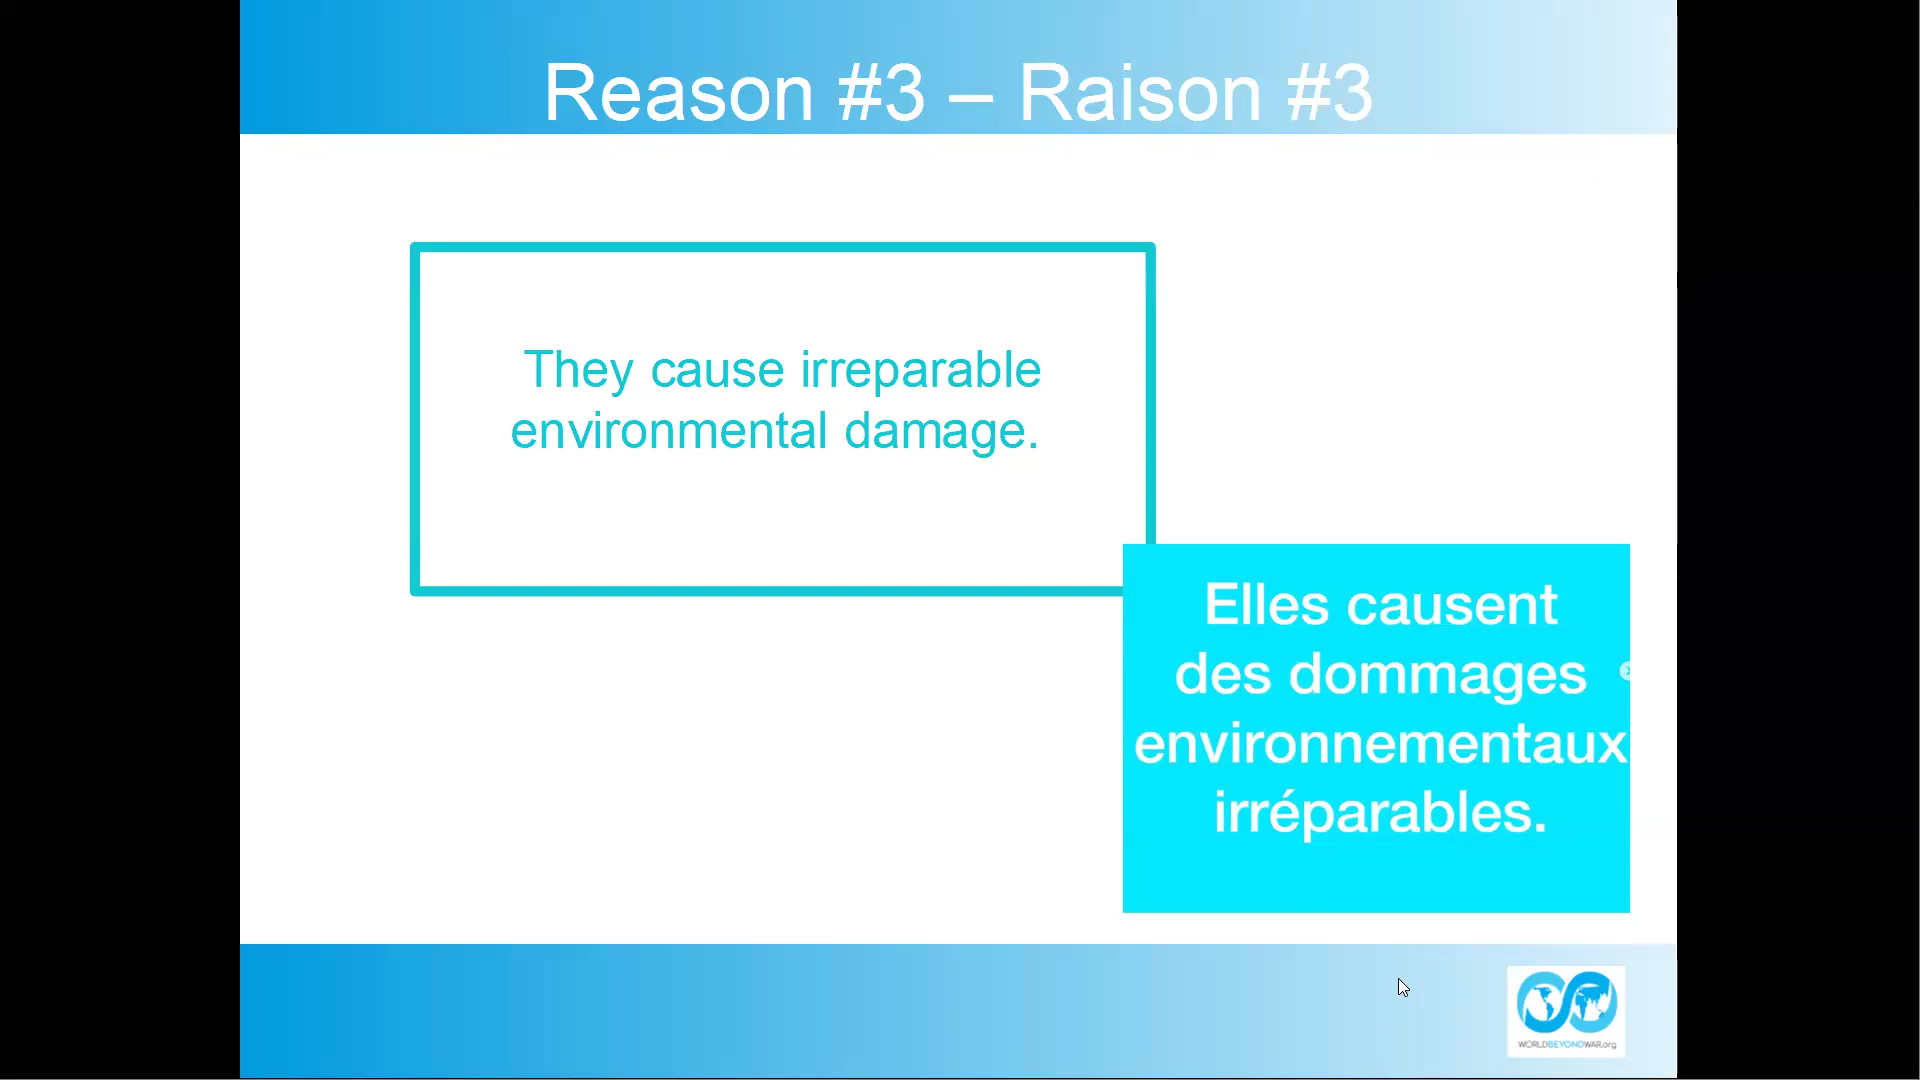 Reason #3 – Raison #3
They cause irreparable
environmental damage.
Elles causent
des dommages
environnementaux
irréparables.
WORLDBEYONDWAR.org